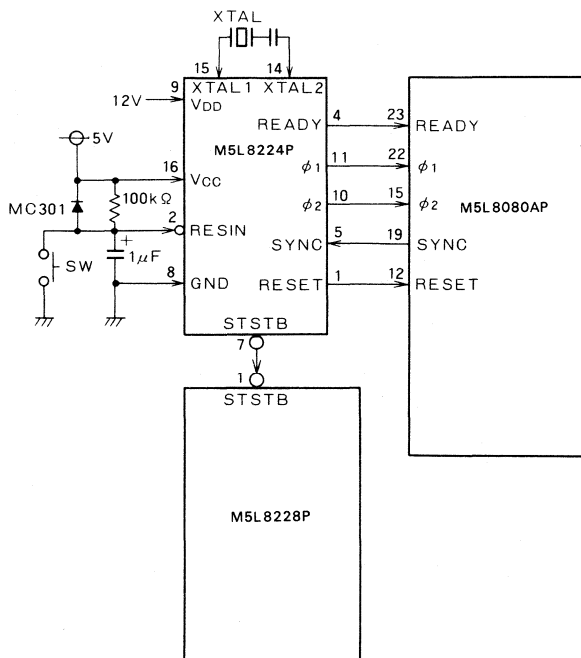 XTAL
15
14
9
XTAL1 XTAL2
12V
VDD
4
23
READY
READY
M5L8224P
5V
16
11
22
VCC
φ1
φ1
100kΩ
MC301
10
15
φ2
φ2
M5L8080AP
2
RESIN
5
19
SYNC
SYNC
+
1μF
SW
8
GND
1
12
RESET
RESET
STSTB
7
1
STSTB
M5L8228P